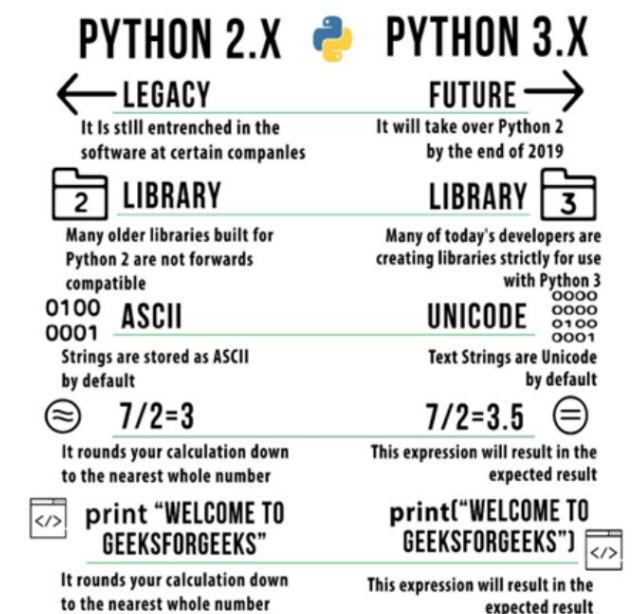 PYTHON 2.X
PYTHON 3.X
LEGACY
FUTURE
It Is stIll entrenched in the
software at certain companIes
It will take over Python 2
by the end of 2019
2
LIBRARY
LIBRARY
3
Many older libraries built for
Python 2 are not forwards
compatible
Many of today's developers are
creating libraries strictly for use
with Python 3
0100
0001
ASCII
UNICODE
0000
0000
0100
0001
Strings are stored as ASCII
by default
Text Strings are Unicode
by default
≈
7/2=3
7/2=3.5
=
It rounds your calculation down
to the nearest whole number
This expression will result in the
expected result
</>
print “WELCOME TO
GEEKSFORGEEKS”
print(“WELCOME TO
GEEKSFORGEEKS”)
</>
It rounds your calculation down
to the nearest whole number
This expression will result in the
expected result